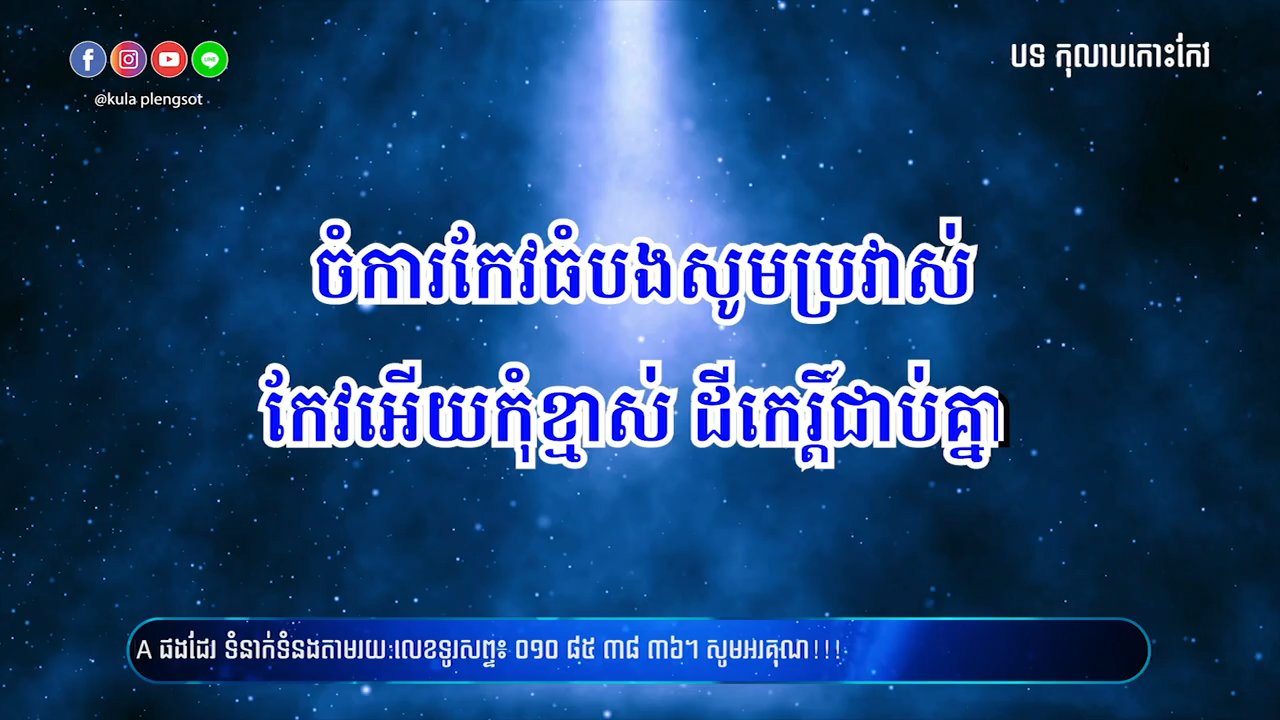 បទ កុលាបកោះកែវ
@kula plengsot
ចំការកែវធំបងសូមប្រវាស់
កែវអើយកុំខ្មាស់ ដីកេរ្តិ៍ជាប់គ្នា
A ផងដែរ ទំនាក់ទំនងតាមរយៈលេខទូរសព្ទ៖ ០១០ ៨៥ ៣៨ ៣៦។ សូមអរគុណ!!!